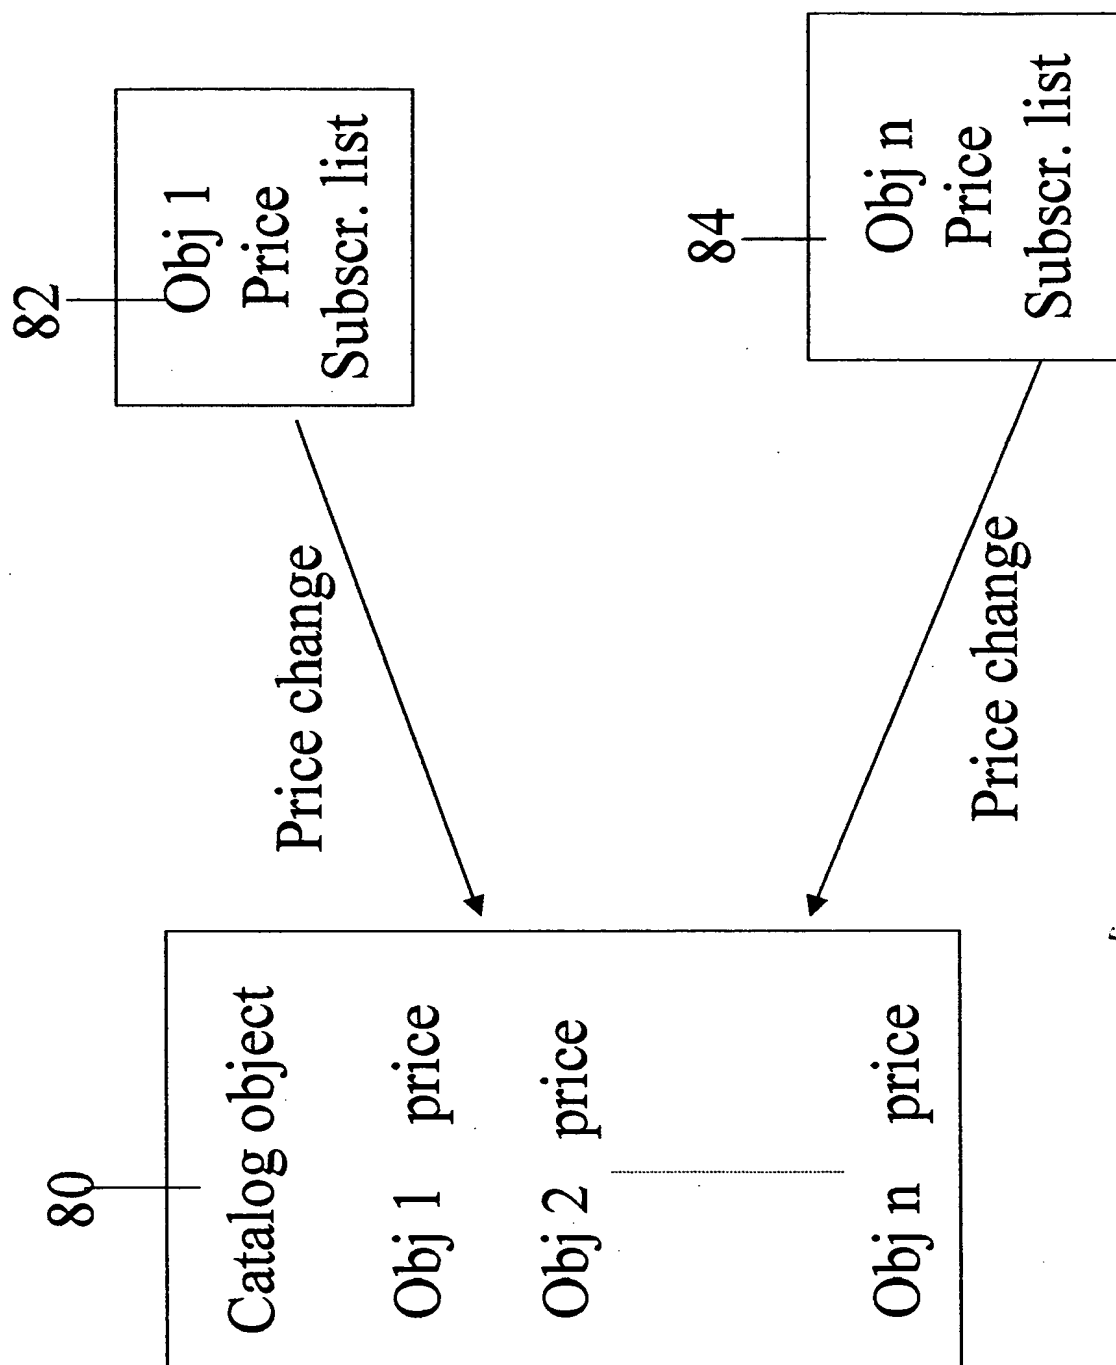 80
Catalog object
Obj 1 price
Obj 2 price
Obj n price
Price change
Price change
82
Obj 1
Price
Subscr. list
84
Obj n
Price
Subscr. list